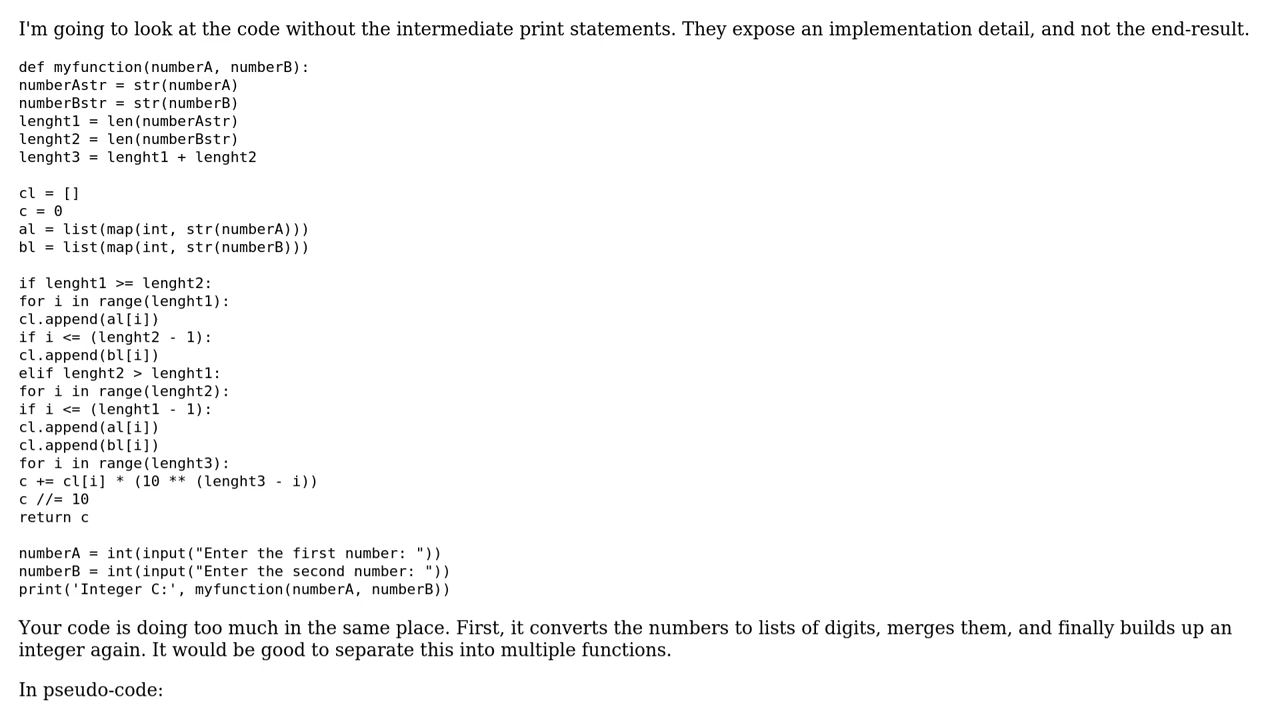 I'm going to look at the code without the intermediate print statements. They expose an implementation detail, and not the end-result.
def myfunction(numberA, numberB):
numberAstr = str(numberA)
numberBstr = str(numberB)
lenght1 = len(numberAstr)
lenght2 = len(numberBstr)
lenght3 = lenght1 + lenght2
cl = []
c = 0
al = list(map(int, str(numberA)))
bl = list(map(int, str(numberB)))
if lenght1 >= lenght2:
for i in range(lenght1):
cl.append(al[i])
if i <= (lenght2 - 1):
cl.append(bl[i])
elif lenght2 > lenght1:
for i in range(lenght2):
if i <= (lenght1 - 1):
cl.append(al[i])
cl.append(bl[i])
for i in range(lenght3):
c += cl[i] * (10 ** (lenght3 - i))
c //= 10
return c
numberA = int(input("Enter the first number: "))
numberB = int(input("Enter the second number: "))
print('Integer C:', myfunction(numberA, numberB))
Your code is doing too much in the same place. First, it converts the numbers to lists of digits, merges them, and finally builds up an
integer again. It would be good to separate this into multiple functions.
In pseudo-code: